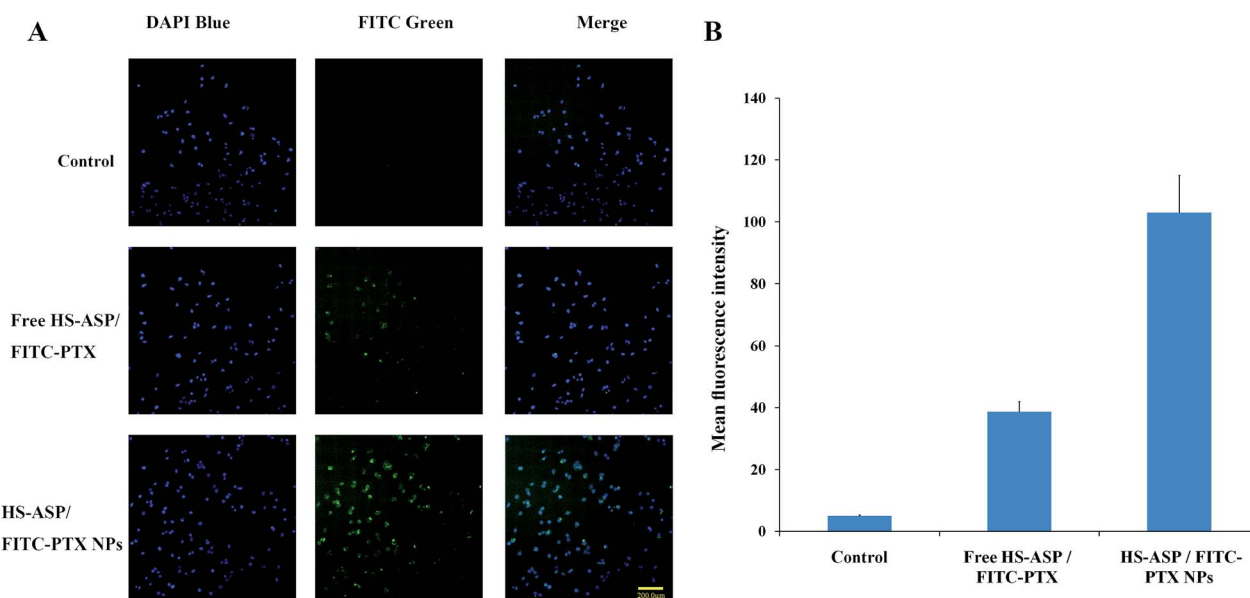 A
DAPI Blue
FITC Green
Merge
Control
Free HS-ASP/
FITC-PTX
HS-ASP/
FITC-PTX NPs
200.0um
B
Mean fluorescence intensity
140
120
100
80
60
40
20
0
Control
Free HS-ASP /
FITC-PTX
HS-ASP / FITC-
PTX NPs